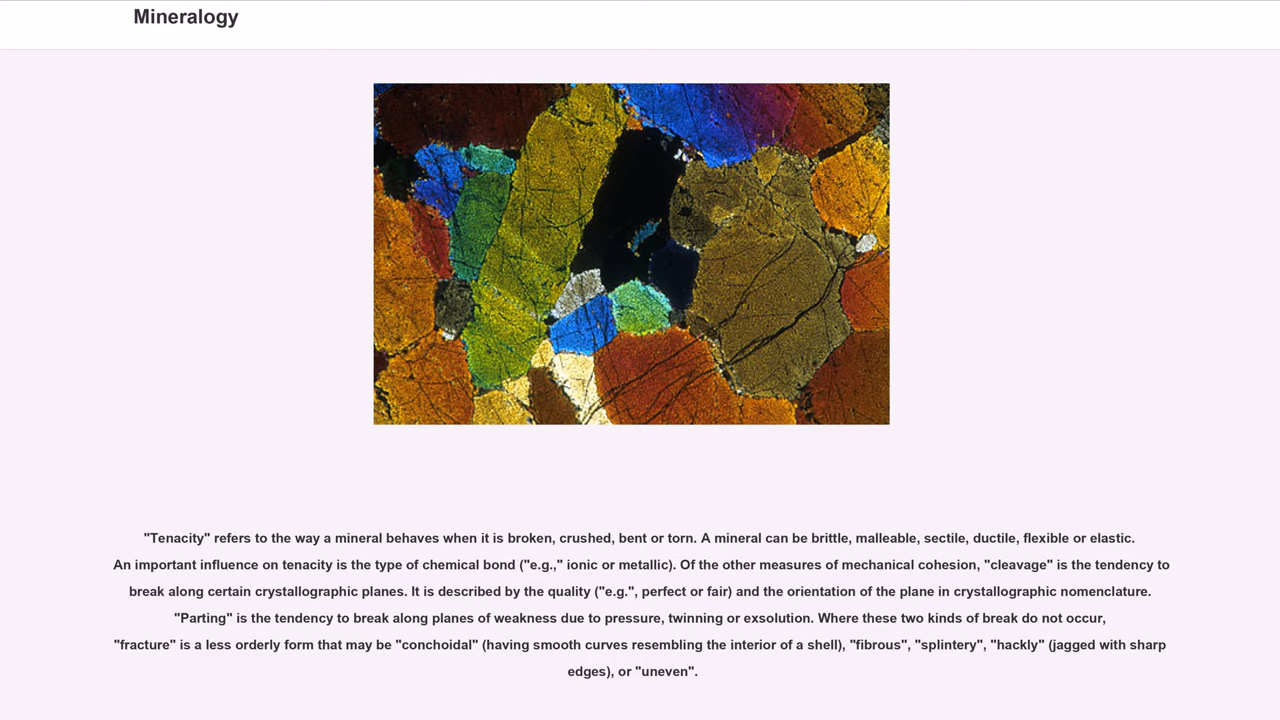 Mineralogy
"Tenacity" refers to the way a mineral behaves when it is broken, crushed, bent or torn. A mineral can be brittle, malleable, sectile, ductile, flexible or elastic.
An important influence on tenacity is the type of chemical bond ("e.g.," ionic or metallic). Of the other measures of mechanical cohesion, "cleavage" is the tendency to
break along certain crystallographic planes. It is described by the quality ("e.g.", perfect or fair) and the orientation of the plane in crystallographic nomenclature.
"Parting" is the tendency to break along planes of weakness due to pressure, twinning or exsolution. Where these two kinds of break do not occur,
"fracture" is a less orderly form that may be "conchoidal" (having smooth curves resembling the interior of a shell), "fibrous", "splintery", "hackly" (jagged with sharp
edges), or "uneven".